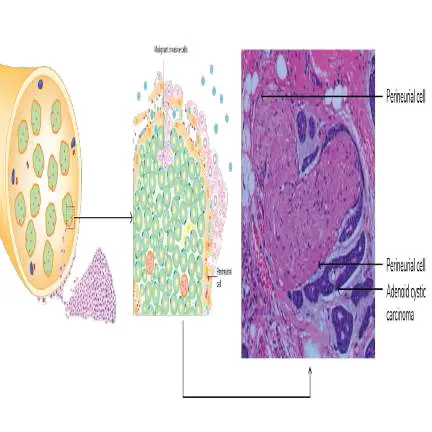 Malignant invasive cells
Perineurial cell
Perineurial
cell
Perineurial cell
Adenoid cystic
carcinoma